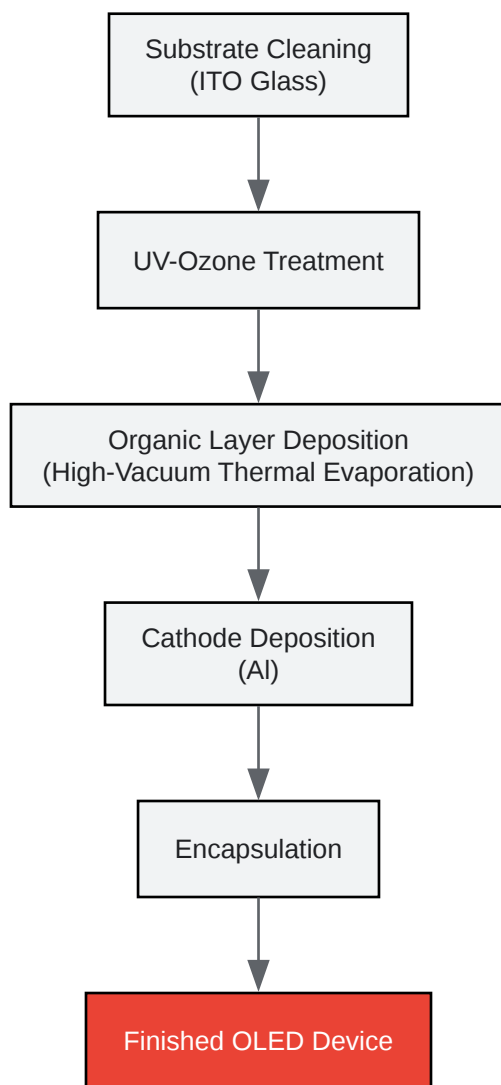 Substrate Cleaning
(ITO Glass)
UV-Ozone Treatment
Organic Layer Deposition
(High-Vacuum Thermal Evaporation)
Cathode Deposition
(Al)
Encapsulation
Finished OLED Device